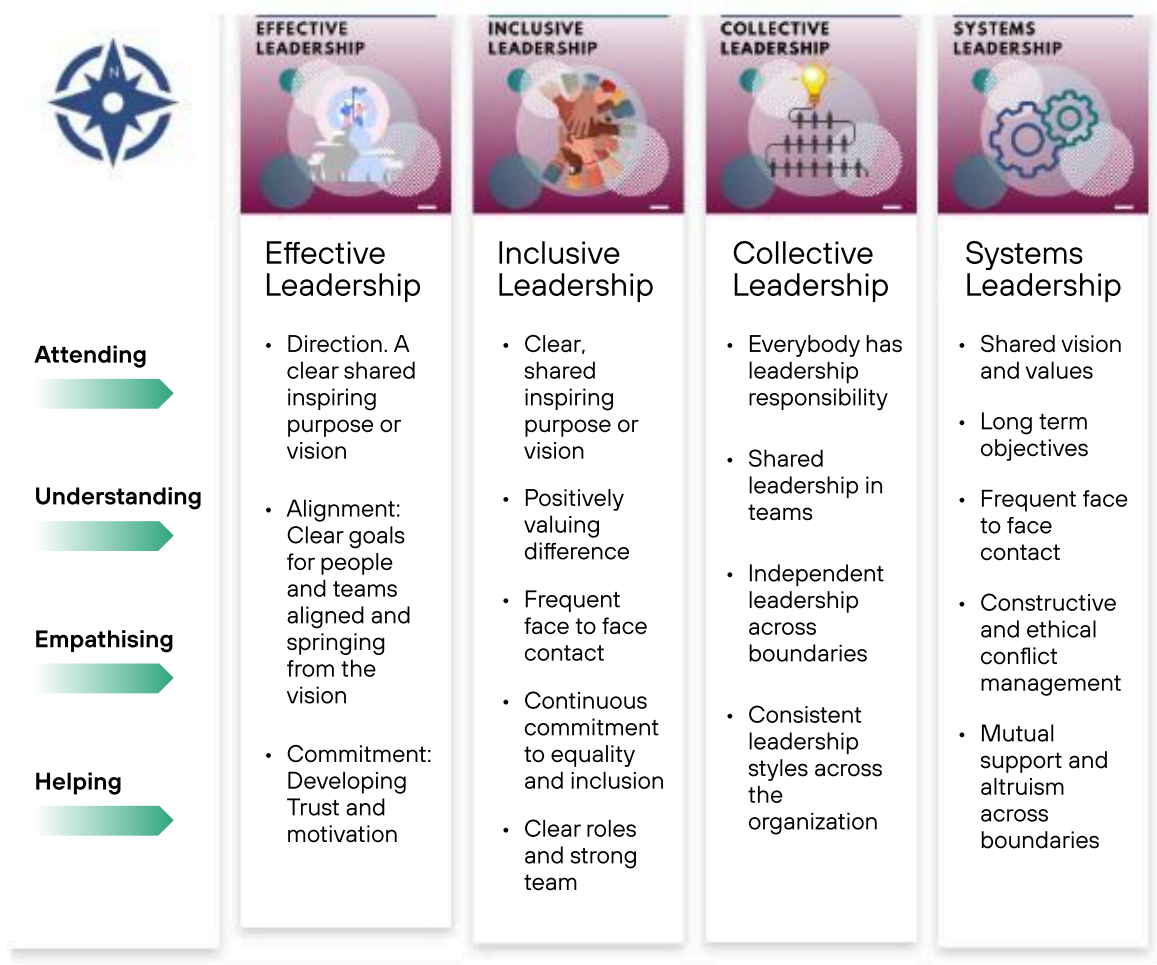 N
EFFECTIVE
LEADERSHIP
INCLUSIVE
LEADERSHIP
COLLECTIVE
LEADERSHIP
SYSTEMS
LEADERSHIP
Attending
Understanding
Empathising
Helping
Effective
Leadership
• Direction. A
clear shared
inspiring
purpose or
vision
• Alignment:
Clear goals
for people
and teams
aligned and
springing
from the
vision
• Commitment:
Developing
Trust and
motivation
Inclusive
Leadership
• Clear,
shared
inspiring
purpose or
vision
• Positively
valuing
difference
• Frequent
face to face
contact
• Continuous
commitment
to equality
and inclusion
• Clear roles
and strong
team
Collective
Leadership
• Everybody has
leadership
responsibility
• Shared
leadership in
teams
• Independent
leadership
across
boundaries
• Consistent
leadership
styles across
the
organization
Systems
Leadership
• Shared vision
and values
• Long term
objectives
• Frequent face
to face
contact
• Constructive
and ethical
conflict
management
• Mutual
support and
altruism
across
boundaries